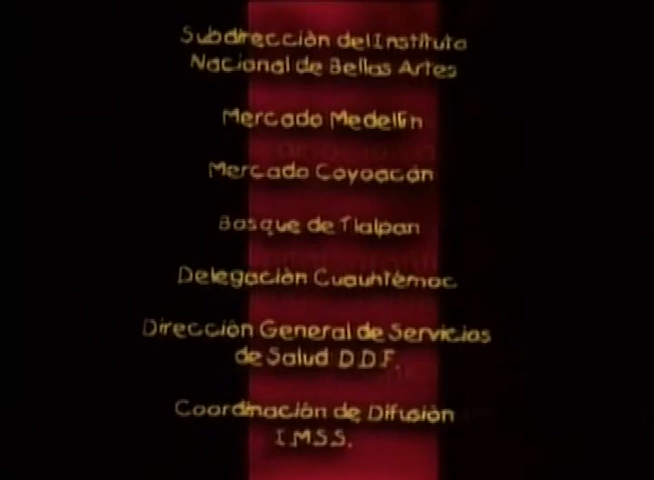 Subdirección del Instituto
Nacional de Bellas Artes
Mercado Medellín
Mercado Coyoacán
Bosque de Tlalpan
Delegación Cuauhtémoc
Dirección General de Servicios
de Salud D.D.F.
Coordinación de Difusión
I.M.S.S.